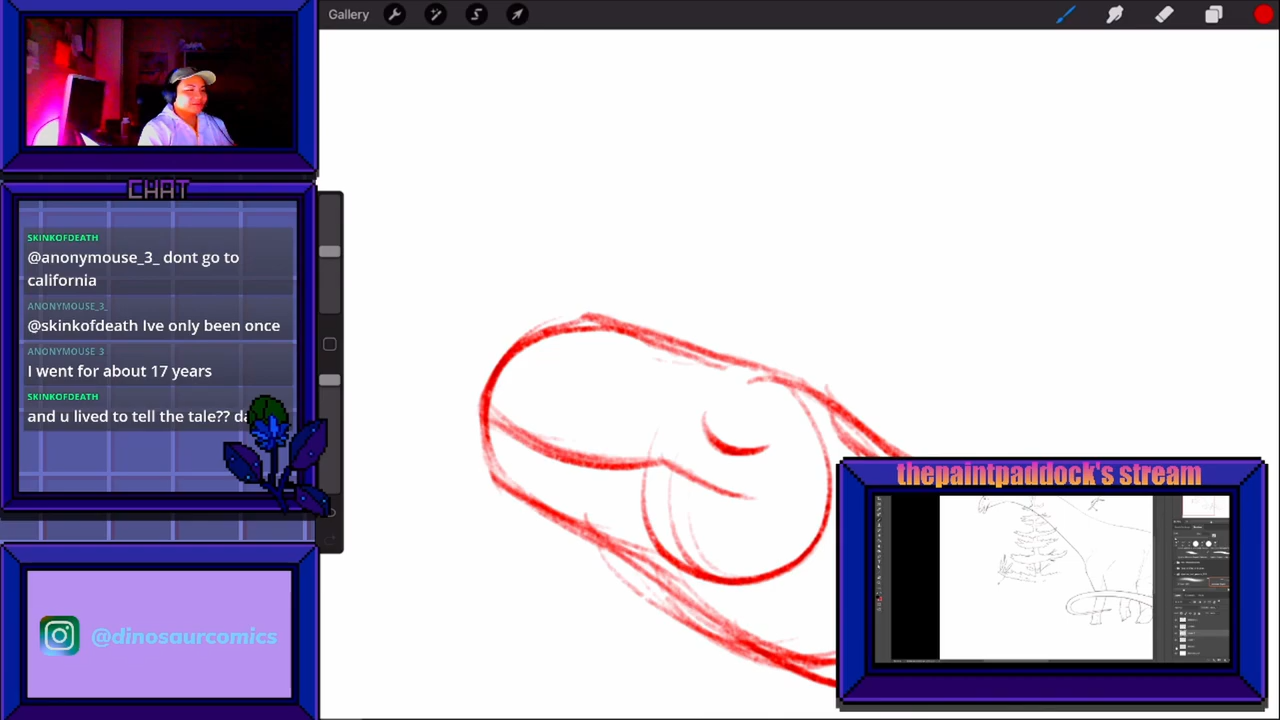 Gallery
CHAT
SKINKOFDEATH
@anonymouse_3_ dont go to
california
ANONYMOUSE_3_
@skinkofdeath Ive only been once
ANONYMOUSE_3_
I went for about 17 years
SKINKOFDEATH
and u lived to tell the tale??
thepaintpaddock's stream
@dinosaurcomics